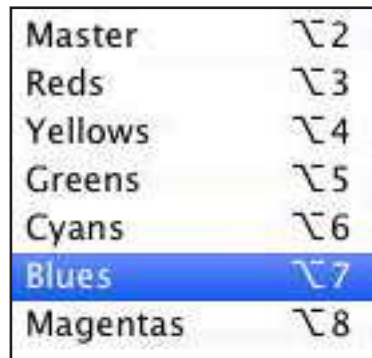 Master ⌥2
Reds ⌥3
Yellows ⌥4
Greens ⌥5
Cyans ⌥6
Blues ⌥7
Magentas ⌥8